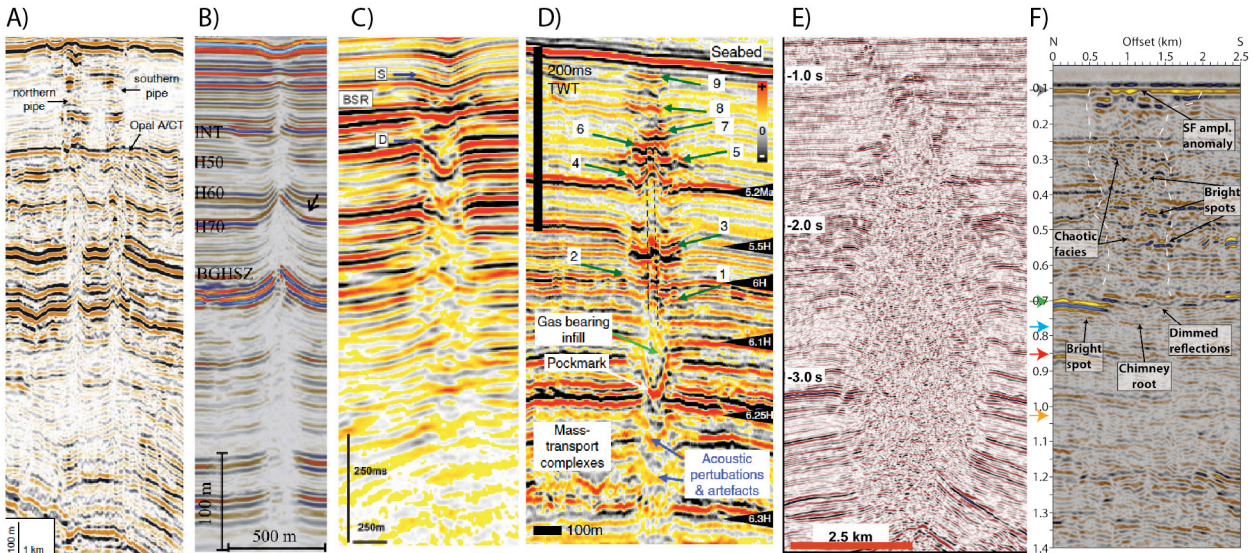 A)
northern
pipe
southern
pipe
Opal A/CT
100 m
1 km
B)
INT
H50
H60
H70
BGHSZ
100 m
500 m
C)
S
BSR
D
250ms
250m
D)
Seabed
200ms
TWT
+
0
-
9
8
7
6
5
4
5.2Ma
3
5.5H
2
1
6H
Gas bearing
infill
6.1H
Pockmark
6.25H
Mass-
transport
complexes
Acoustic
pertubations
& artefacts
6.3H
100m
E)
-1.0 s
-2.0 s
-3.0 s
2.5 km
F)
N Offset (km) S
0 0.5 1.0 1.5 2.0 2.5
0.1
SF ampl.
anomaly
0.2
0.3
0.4
Bright
spots
0.5
Chaotic
facies
0.6
0.7
Dimmed
reflections
0.8
Bright
spot
Chimney
root
0.9
1.0
1.1
1.2
1.3
1.4